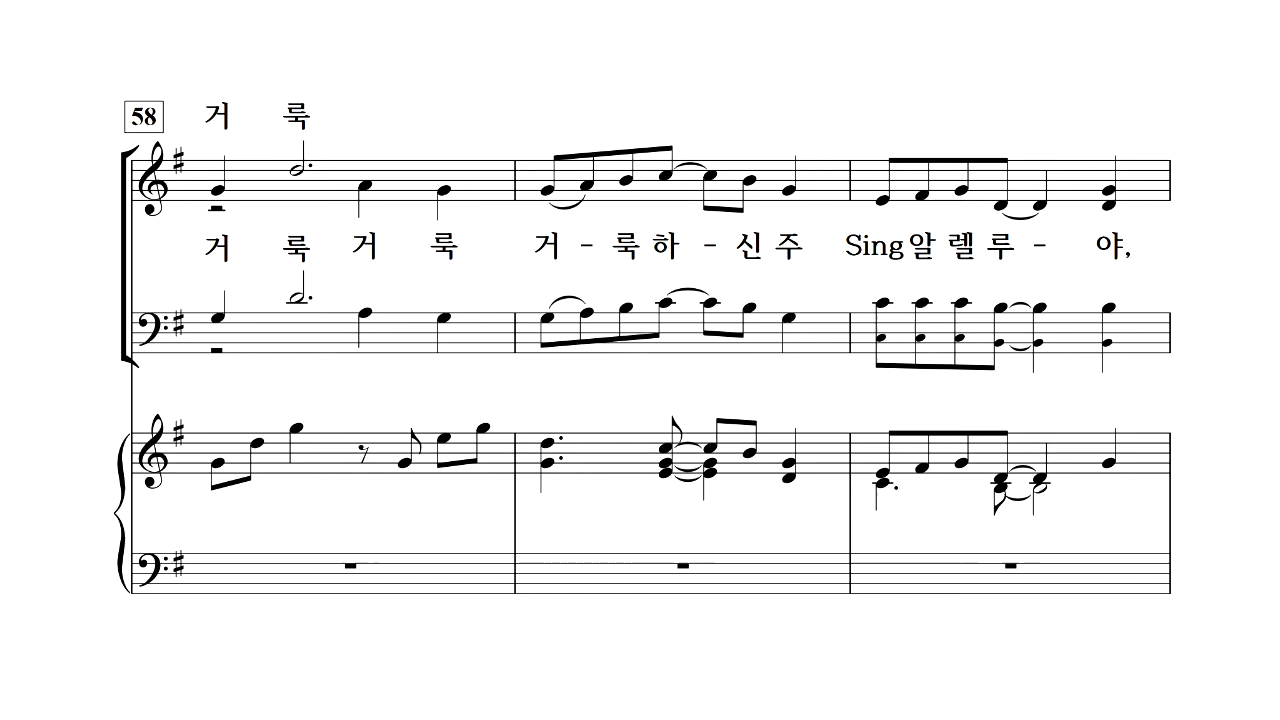 58 거 룩
거 룩 거 룩 거 - 룩 하 - 신 주 Sing 알 렐 루 - 야,